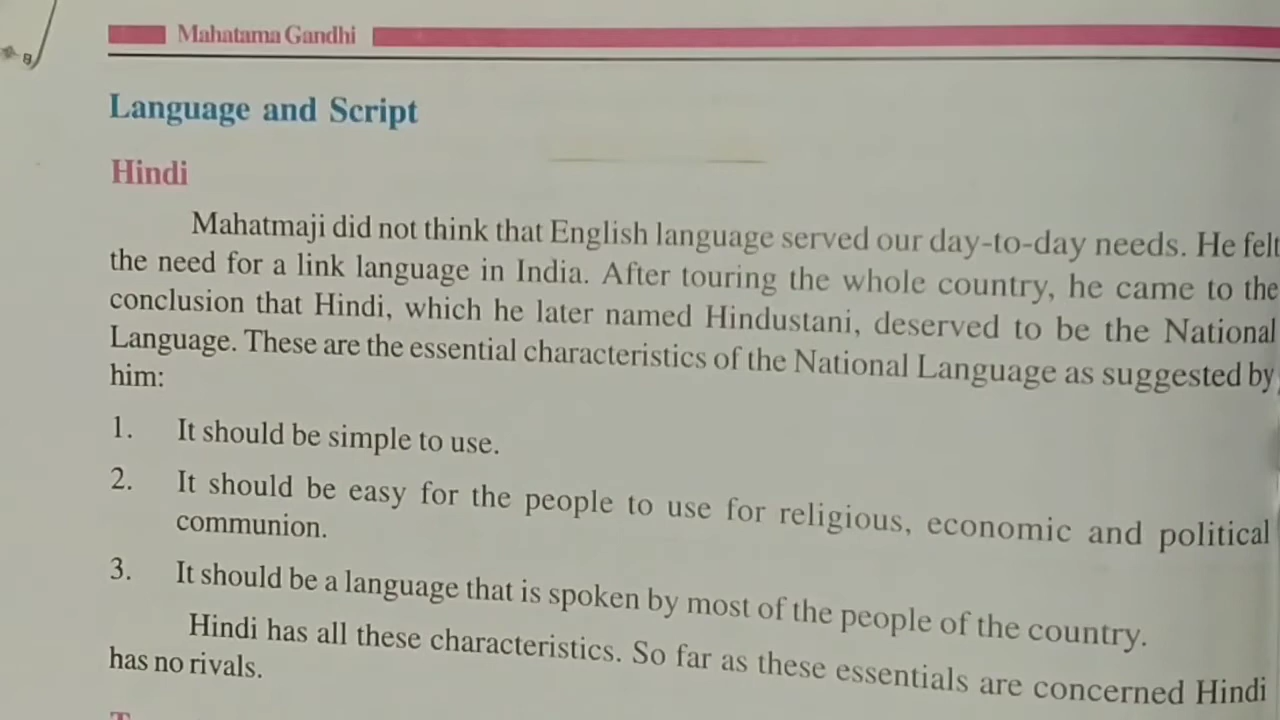 Mahatama Gandhi
Language and Script
Hindi
Mahatmaji did not think that English language served our day-to-day needs. He felt
the need for a link language in India. After touring the whole country, he came to the
conclusion that Hindi, which he later named Hindustani, deserved to be the National
Language. These are the essential characteristics of the National Language as suggested by
him:
1. It should be simple to use.
2. It should be easy for the people to use for religious, economic and political
communion.
3. It should be a language that is spoken by most of the people of the country.
Hindi has all these characteristics. So far as these essentials are concerned Hindi
has no rivals.